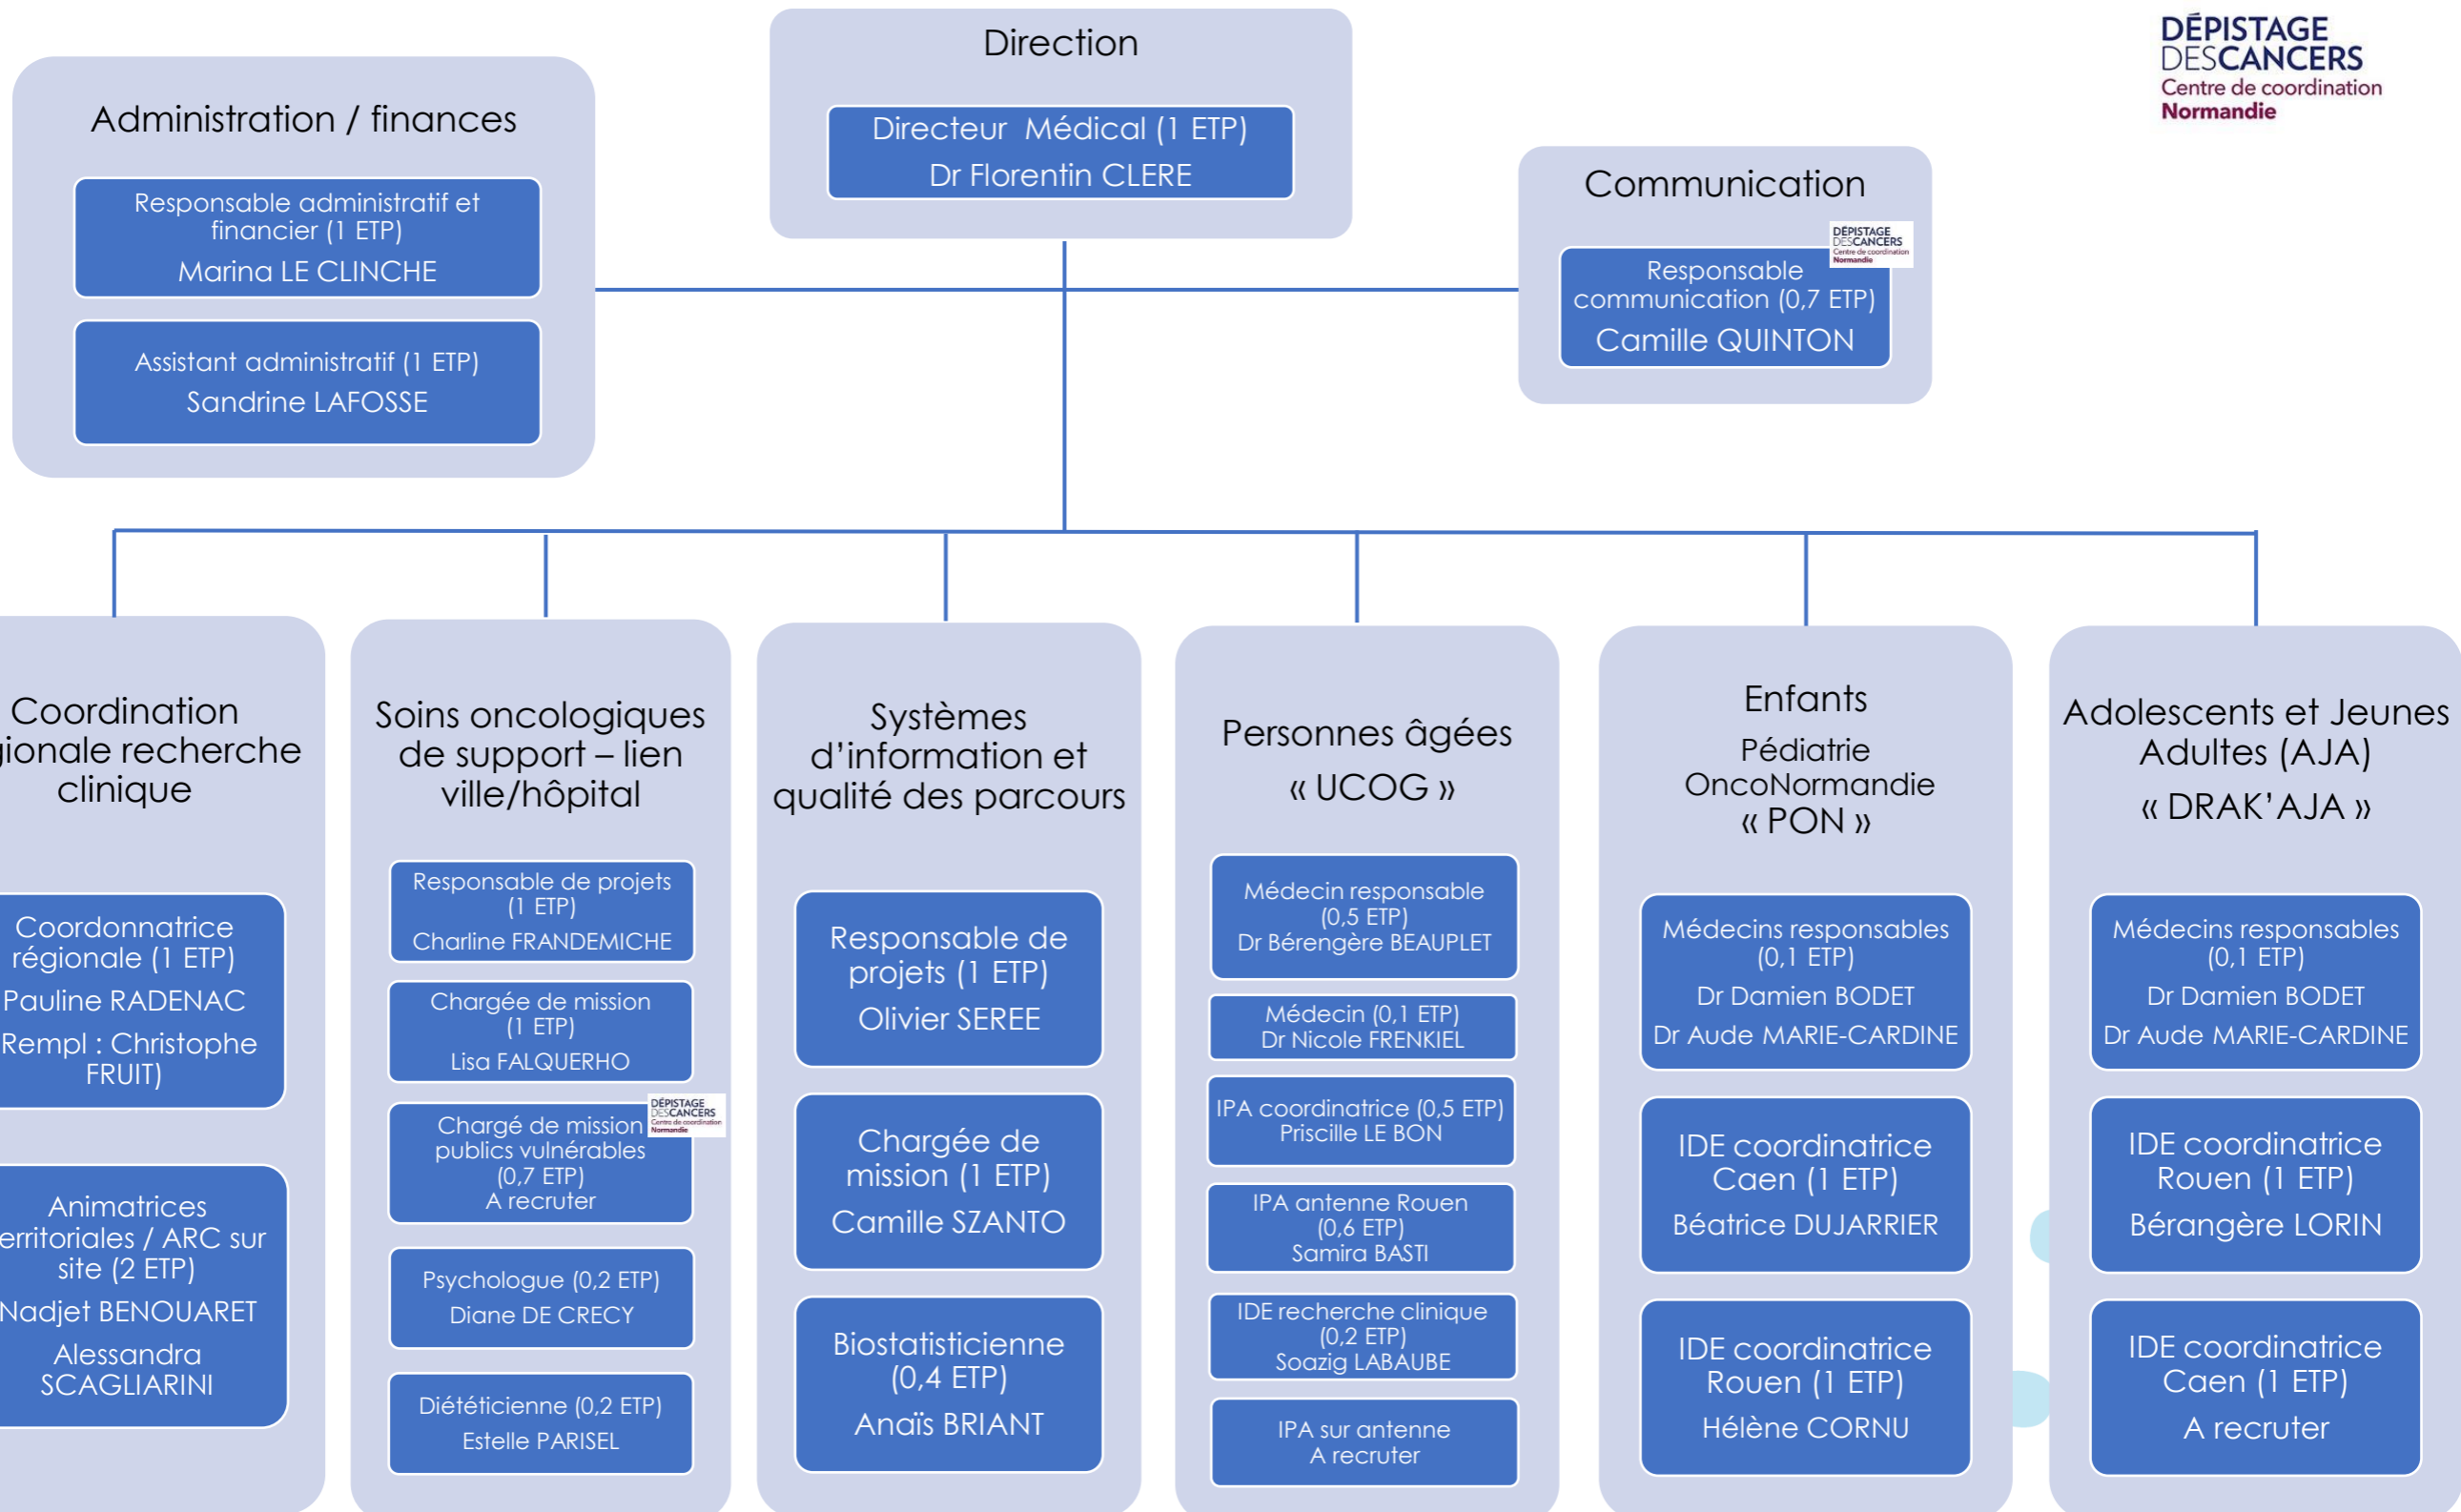 Direction
Directeur Médical (1 ETP)
Dr Florentin CLERE
DÉPISTAGE
DESCANCERS
Centre de coordination
Normandie
Administration / finances
Responsable administratif et
financier (1 ETP)
Marina LE CLINCHE
Assistant administratif (1 ETP)
Sandrine LAFOSSE
Communication
DÉPISTAGE
DESCANCERS
Centre de coordination
Normandie
Responsable
communication (0,7 ETP)
Camille QUINTON
Coordination
gionale recherche
clinique
Coordonnatrice
régionale (1 ETP)
Pauline RADENAC
Rempl : Christophe
FRUIT)
Animatrices
erritoriales / ARC sur
site (2 ETP)
Nadjet BENOUARET
Alessandra
SCAGLIARINI
Soins oncologiques
de support – lien
ville/hôpital
Responsable de projets
(1 ETP)
Charline FRANDEMICHE
Chargée de mission
(1 ETP)
Lisa FALQUERHO
DÉPISTAGE
DESCANCERS
Centre de coordination
Normandie
Chargé de mission
publics vulnérables
(0,7 ETP)
A recruter
Psychologue (0,2 ETP)
Diane DE CRECY
Diététicienne (0,2 ETP)
Estelle PARISEL
Systèmes
d’information et
qualité des parcours
Responsable de
projets (1 ETP)
Olivier SEREE
Chargée de
mission (1 ETP)
Camille SZANTO
Biostatisticienne
(0,4 ETP)
Anaïs BRIANT
Personnes âgées
« UCOG »
Médecin responsable
(0,5 ETP)
Dr Bérengère BEAUPLET
Médecin (0,1 ETP)
Dr Nicole FRENKIEL
IPA coordinatrice (0,5 ETP)
Priscille LE BON
IPA antenne Rouen
(0,6 ETP)
Samira BASTI
IDE recherche clinique
(0,2 ETP)
Soazig LABAUBE
IPA sur antenne
A recruter
Enfants
Pédiatrie
OncoNormandie
« PON »
Médecins responsables
(0,1 ETP)
Dr Damien BODET
Dr Aude MARIE-CARDINE
IDE coordinatrice
Caen (1 ETP)
Béatrice DUJARRIER
IDE coordinatrice
Rouen (1 ETP)
Hélène CORNU
Adolescents et Jeunes
Adultes (AJA)
« DRAK’AJA »
Médecins responsables
(0,1 ETP)
Dr Damien BODET
Dr Aude MARIE-CARDINE
IDE coordinatrice
Rouen (1 ETP)
Bérangère LORIN
IDE coordinatrice
Caen (1 ETP)
A recruter